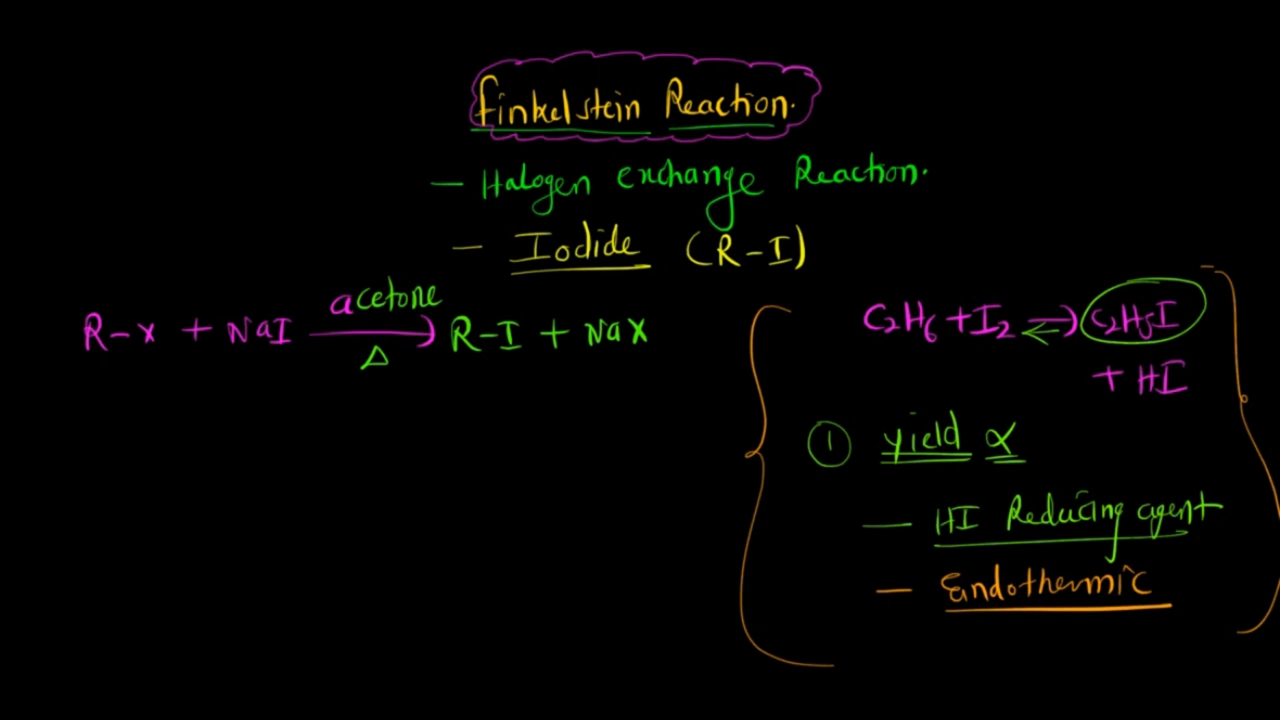 Finkelstein Reaction.
— Halogen exchange Reaction.
— Iodide (R-I)
acetone
R-X + NaI ⟶ R-I + NaX
Δ
C2H6 + I2 ⇌ C2H5I
+ HI
① yield
— HI Reducing agent
— Endothermic